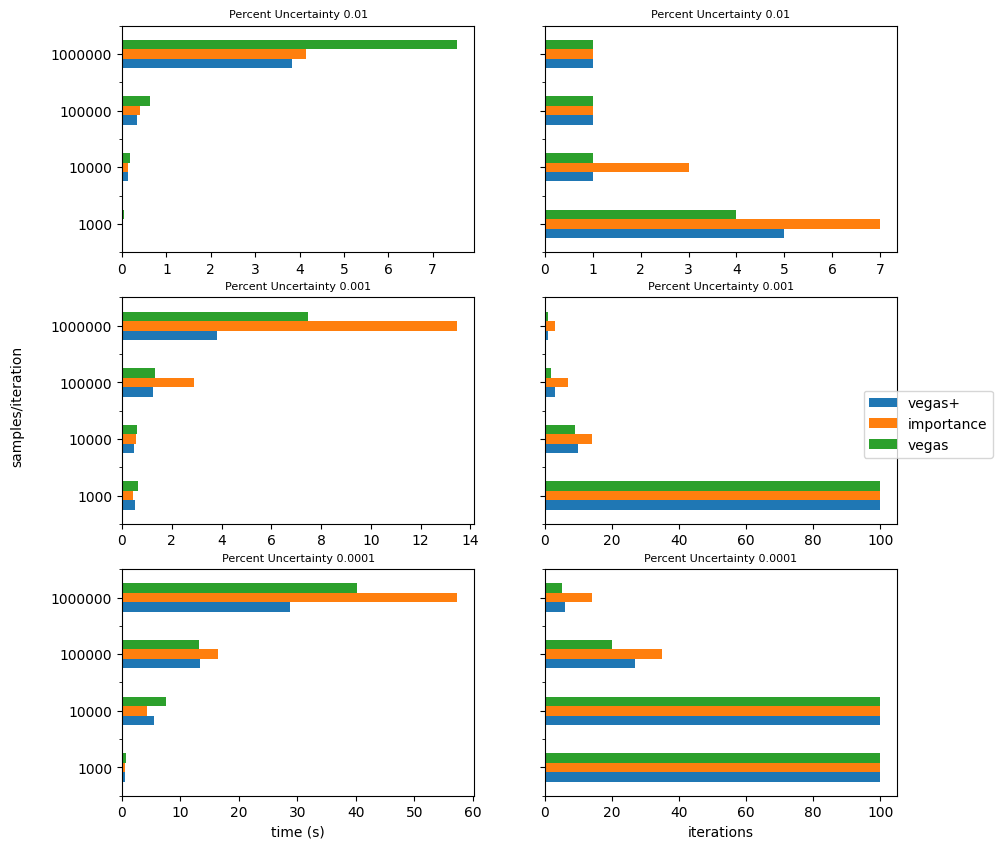 Percent Uncertainty 0.01
Percent Uncertainty 0.01
1000000
100000
10000
1000
0 1 2 3 4 5 6 7
0 1 2 3 4 5 6 7
Percent Uncertainty 0.001
Percent Uncertainty 0.001
samples/iteration
1000000
100000
10000
1000
0 2 4 6 8 10 12 14
0 20 40 60 80 100
vegas+
importance
vegas
Percent Uncertainty 0.0001
Percent Uncertainty 0.0001
1000000
100000
10000
1000
0 10 20 30 40 50 60
0 20 40 60 80 100
time (s)
iterations